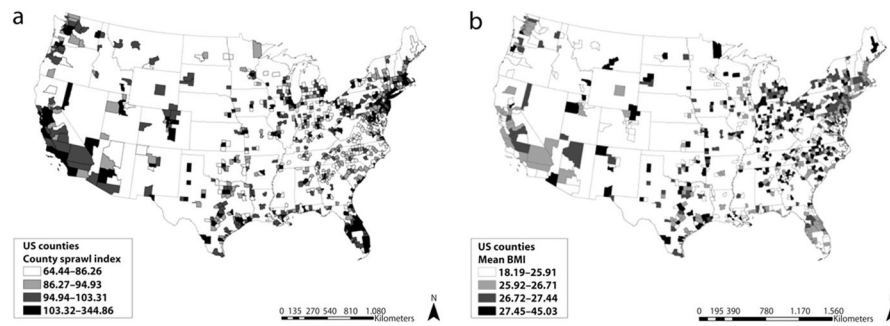 a
US counties
County sprawl index
64.44–86.26
86.27–94.93
94.94–103.31
103.32–344.86
0 135 270 540 810 1.080
Kilometers
N
b
US counties
Mean BMI
18.19–25.91
25.92–26.71
26.72–27.44
27.45–45.03
0 195 390 780 1.170 1.560
Kilometers